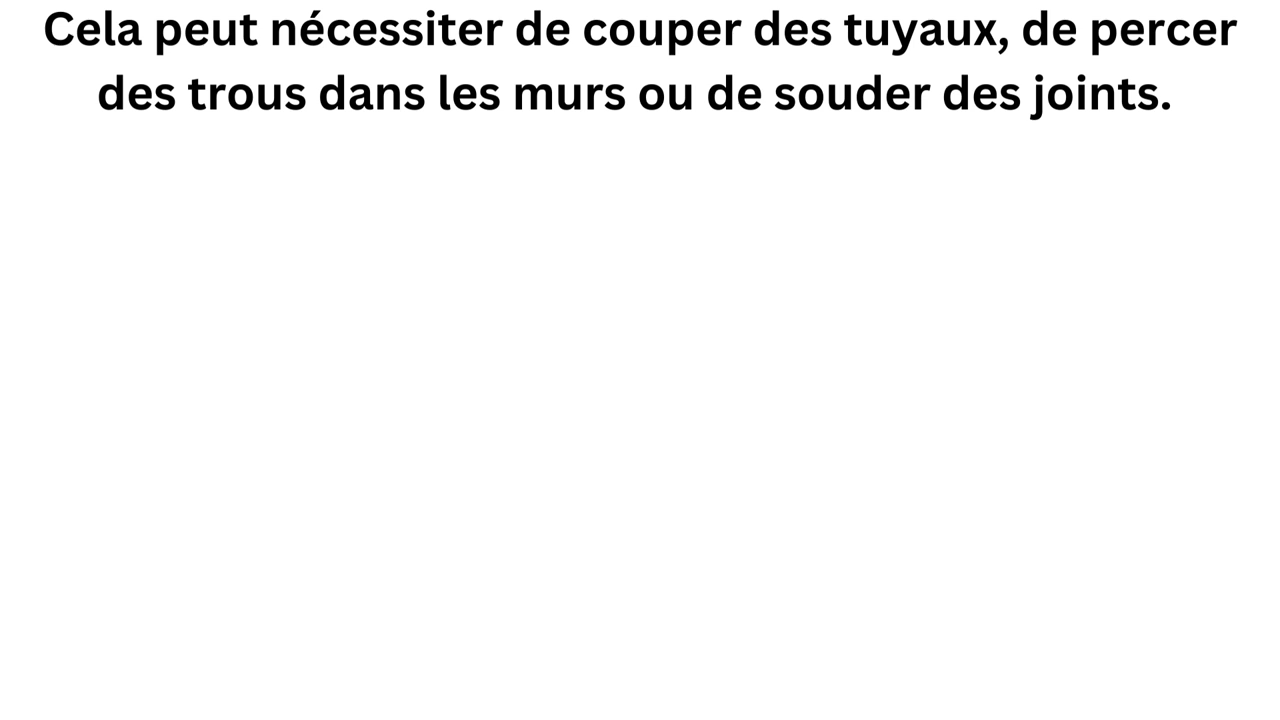 Cela peut nécessiter de couper des tuyaux, de percer
des trous dans les murs ou de souder des joints.